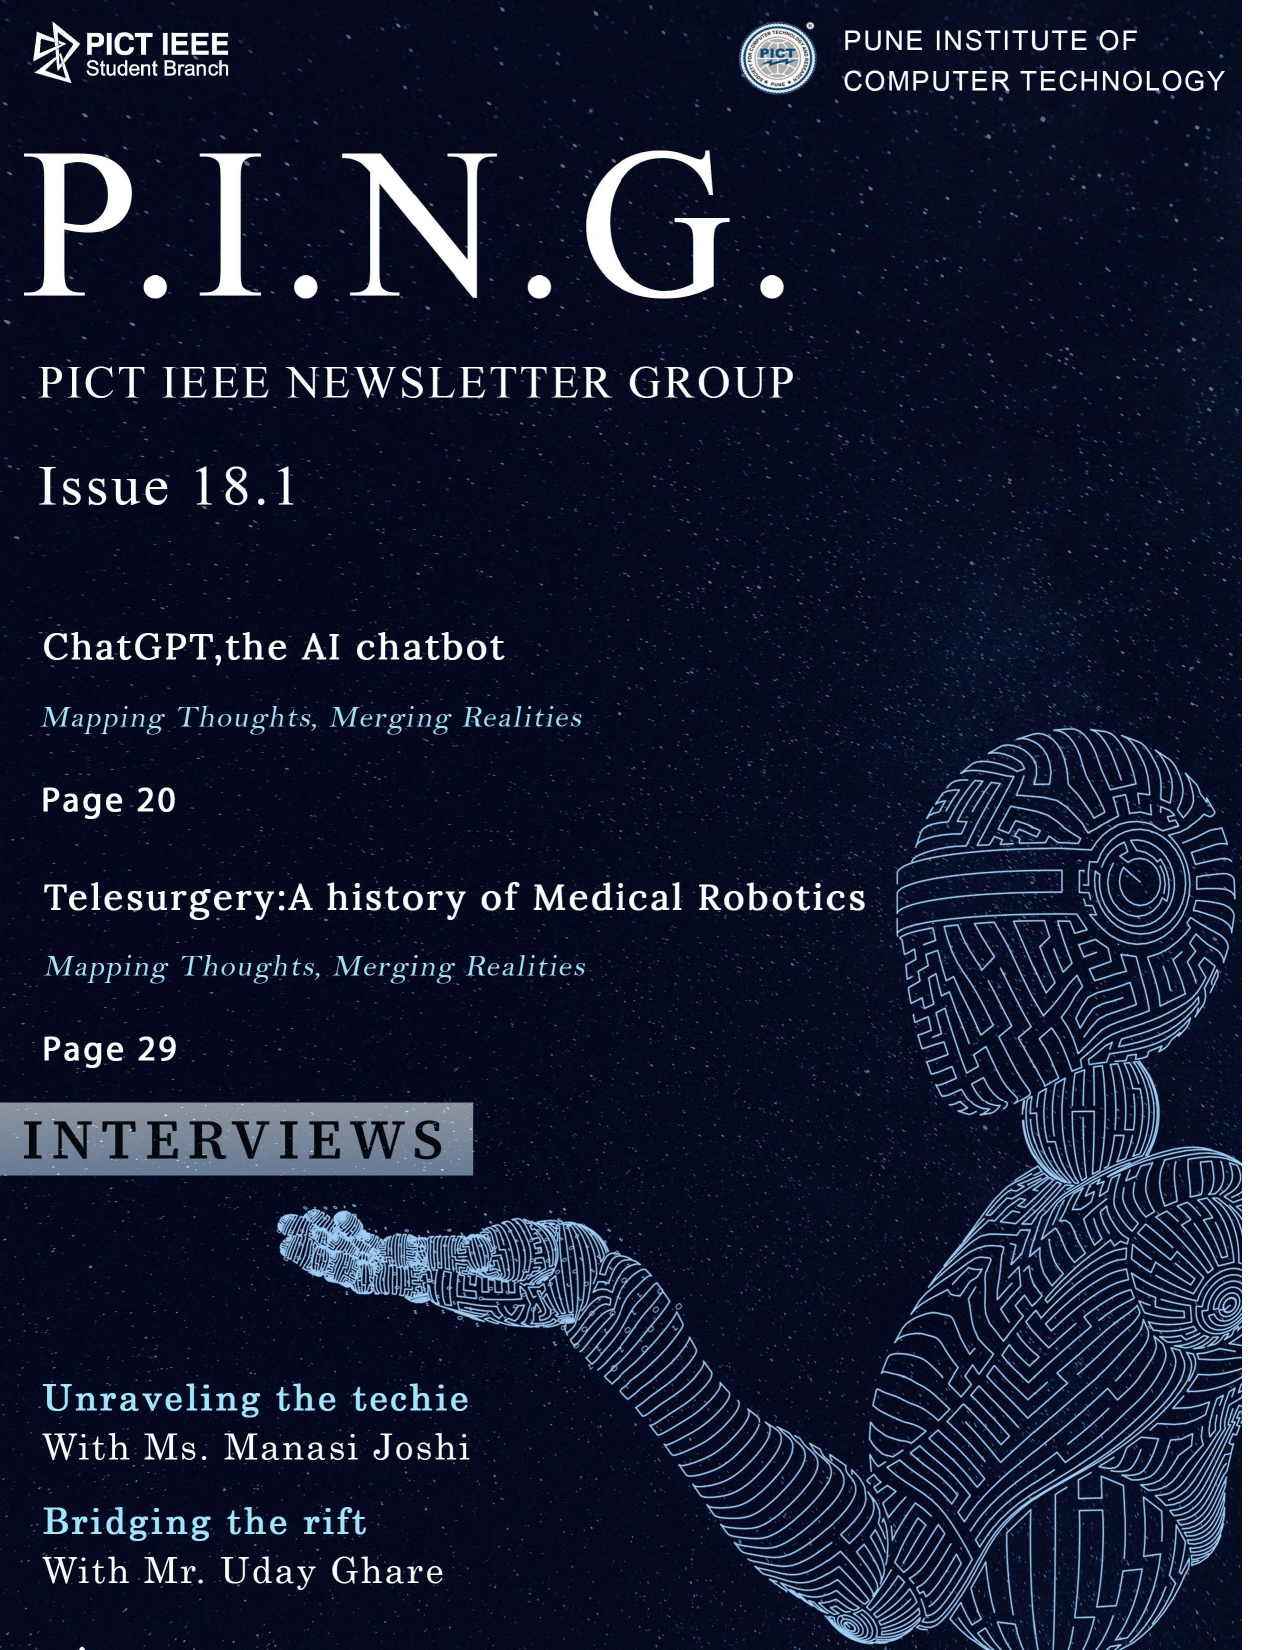 PICT IEEE
Student Branch
PICT
PUNE INSTITUTE OF
COMPUTER TECHNOLOGY
P.I.N.G.
PICT IEEE NEWSLETTER GROUP
Issue 18.1
ChatGPT,the AI chatbot
Mapping Thoughts, Merging Realities
Page 20
Telesurgery:A history of Medical Robotics
Mapping Thoughts, Merging Realities
Page 29
INTERVIEWS
Unraveling the techie
With Ms. Manasi Joshi
Bridging the rift
With Mr. Uday Ghare